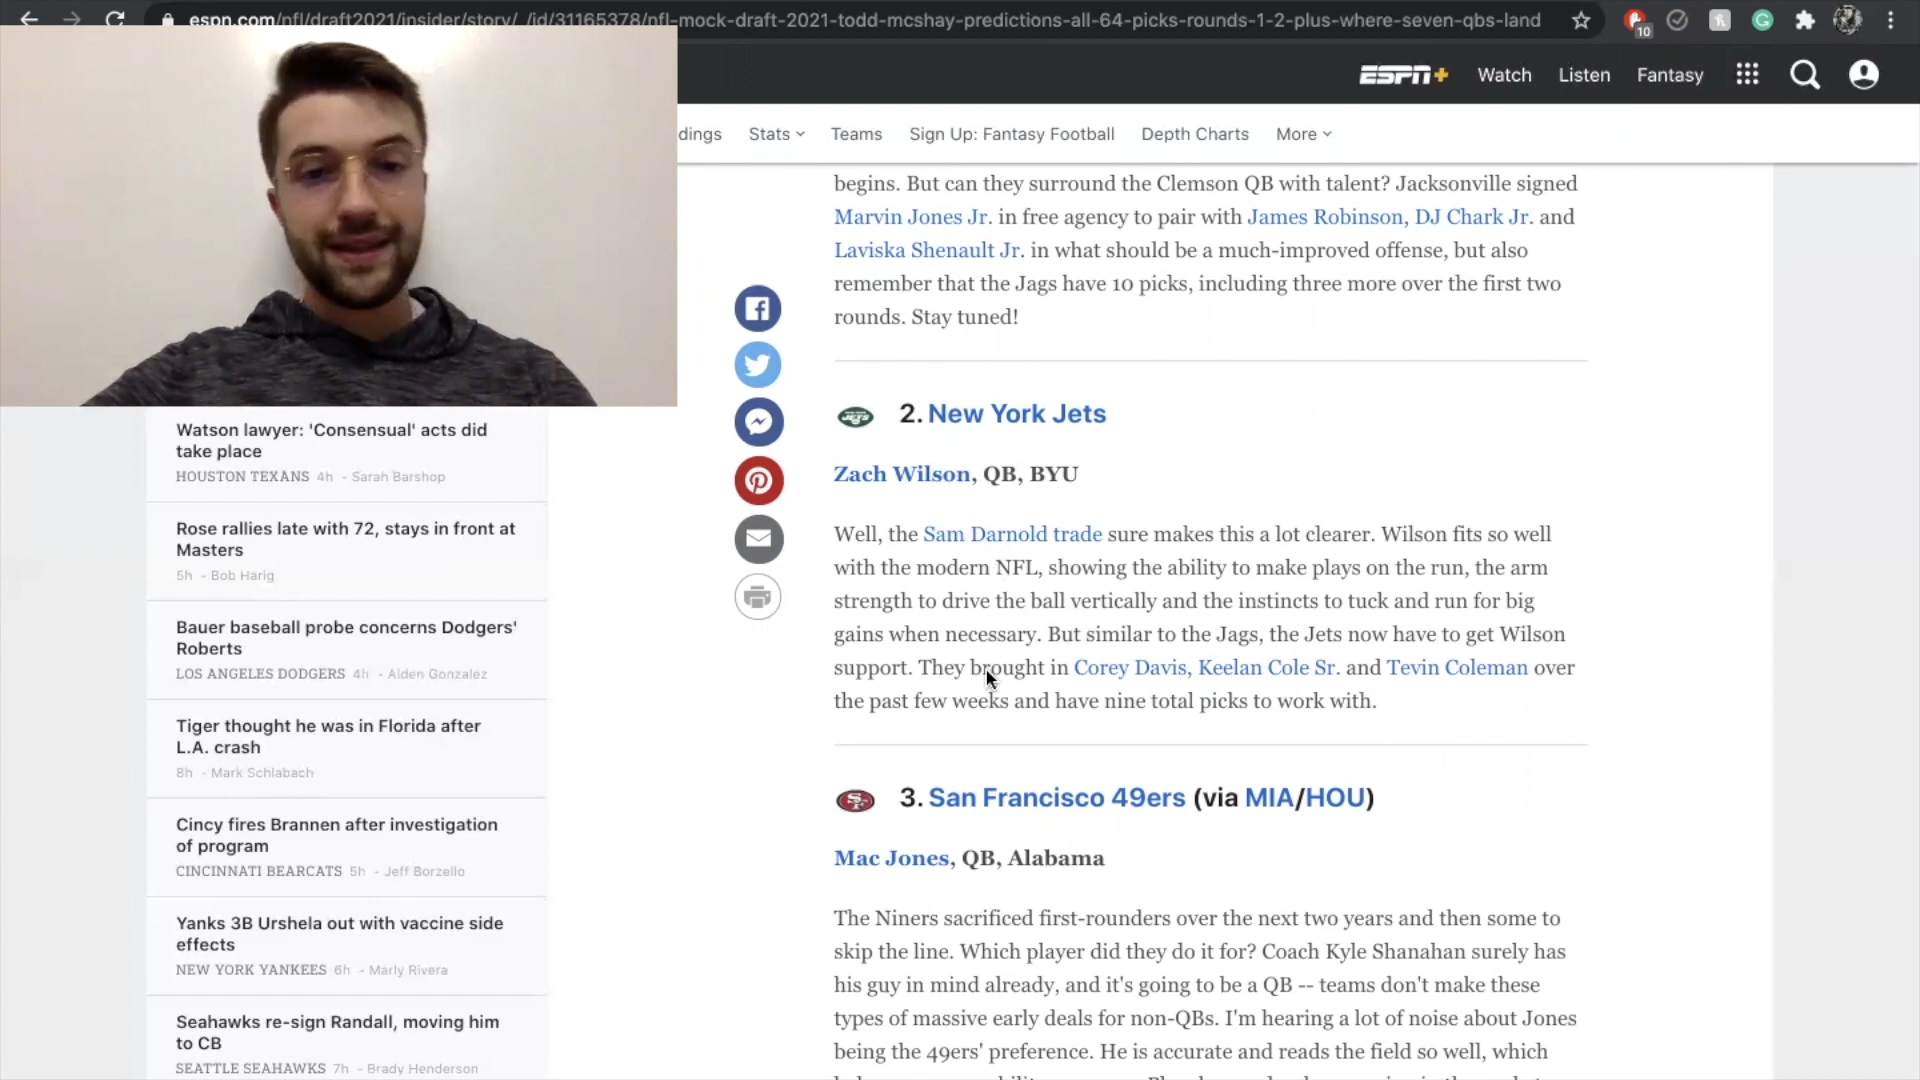 espn.com/nfl/draft2021/insider/story/_/id/31165378/nfl-mock-draft-2021-todd-mcshay-predictions-all-64-picks-rounds-1-2-plus-where-seven-qbs-land
10
ESPN+ Watch Listen Fantasy
dings Stats Teams Sign Up: Fantasy Football Depth Charts More
begins. But can they surround the Clemson QB with talent? Jacksonville signed
Marvin Jones Jr. in free agency to pair with James Robinson, DJ Chark Jr. and
Laviska Shenault Jr. in what should be a much-improved offense, but also
remember that the Jags have 10 picks, including three more over the first two
rounds. Stay tuned!
JETS
2. New York Jets
Zach Wilson, QB, BYU
Well, the Sam Darnold trade sure makes this a lot clearer. Wilson fits so well
with the modern NFL, showing the ability to make plays on the run, the arm
strength to drive the ball vertically and the instincts to tuck and run for big
gains when necessary. But similar to the Jags, the Jets now have to get Wilson
support. They brought in Corey Davis, Keelan Cole Sr. and Tevin Coleman over
the past few weeks and have nine total picks to work with.
SF
3. San Francisco 49ers (via MIA/HOU)
Mac Jones, QB, Alabama
The Niners sacrificed first-rounders over the next two years and then some to
skip the line. Which player did they do it for? Coach Kyle Shanahan surely has
his guy in mind already, and it's going to be a QB -- teams don't make these
types of massive early deals for non-QBs. I'm hearing a lot of noise about Jones
being the 49ers' preference. He is accurate and reads the field so well, which
Watson lawyer: 'Consensual' acts did
take place
HOUSTON TEXANS 4h - Sarah Barshop
Rose rallies late with 72, stays in front at
Masters
5h - Bob Harig
Bauer baseball probe concerns Dodgers'
Roberts
LOS ANGELES DODGERS 4h - Alden Gonzalez
Tiger thought he was in Florida after
L.A. crash
8h - Mark Schlabach
Cincy fires Brannen after investigation
of program
CINCINNATI BEARCATS 5h - Jeff Borzello
Yanks 3B Urshela out with vaccine side
effects
NEW YORK YANKEES 6h - Marly Rivera
Seahawks re-sign Randall, moving him
to CB
SEATTLE SEAHAWKS 7h - Brady Henderson